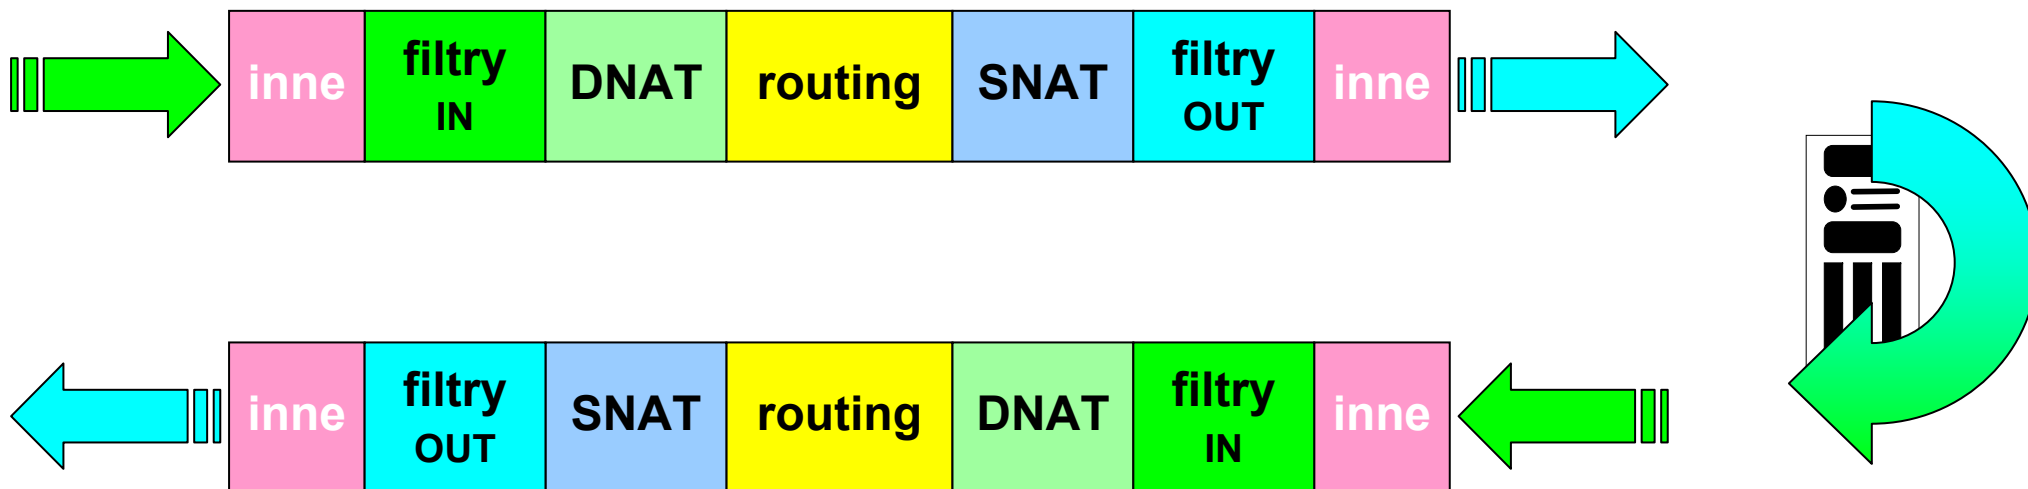 inne
filtry
IN
DNAT
routing
SNAT
filtry
OUT
inne
inne
filtry
OUT
SNAT
routing
DNAT
filtry
IN
inne